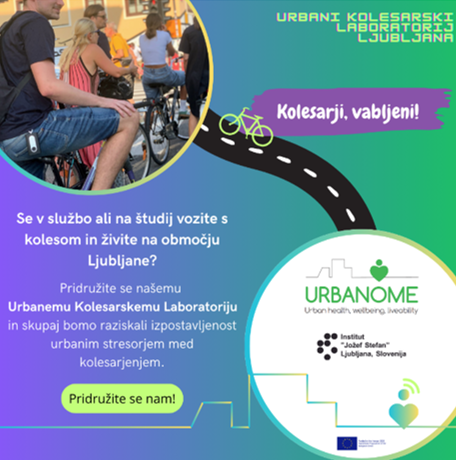 URBANI KOLESARSKI
LABORATORIJ
LJUBLJANA
Kolesarji, vabljeni!
Se v službo ali na študij vozite s
kolesom in živite na območju
Ljubljane?
Pridružite se našemu
Urbanemu Kolesarskemu Laboratoriju
in skupaj bomo raziskali izpostavljenost
urbanim stresorjem med
kolesarjenjem.
Pridružite se nam!
URBANOME
Urban health, wellbeing, liveability
Institut
"Jožef Stefan"
Ljubljana, Slovenija